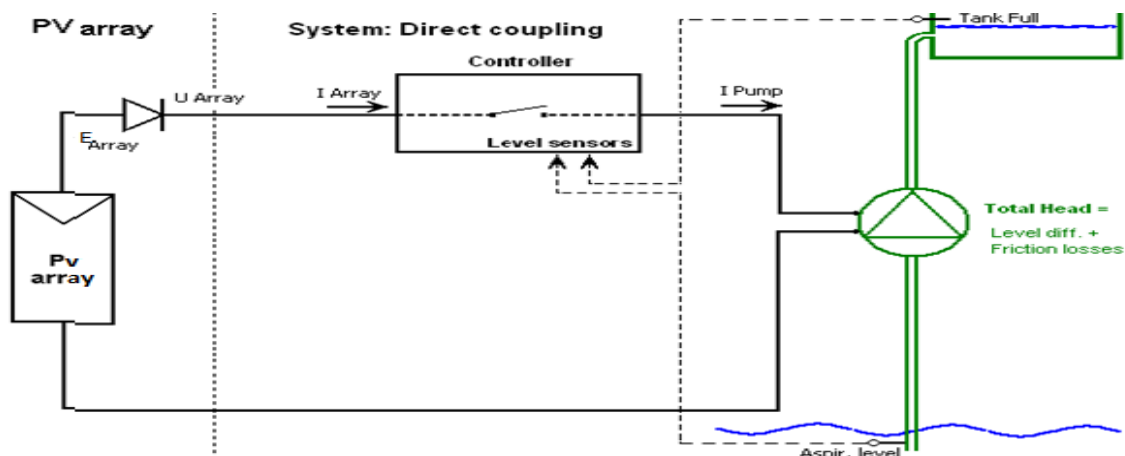 PV array
System: Direct coupling
Tank Full
Controller
U Array
I Array
I Pump
E Array
Level sensors
Total Head =
Level diff. +
Friction losses
Pv
array
Aspir. level